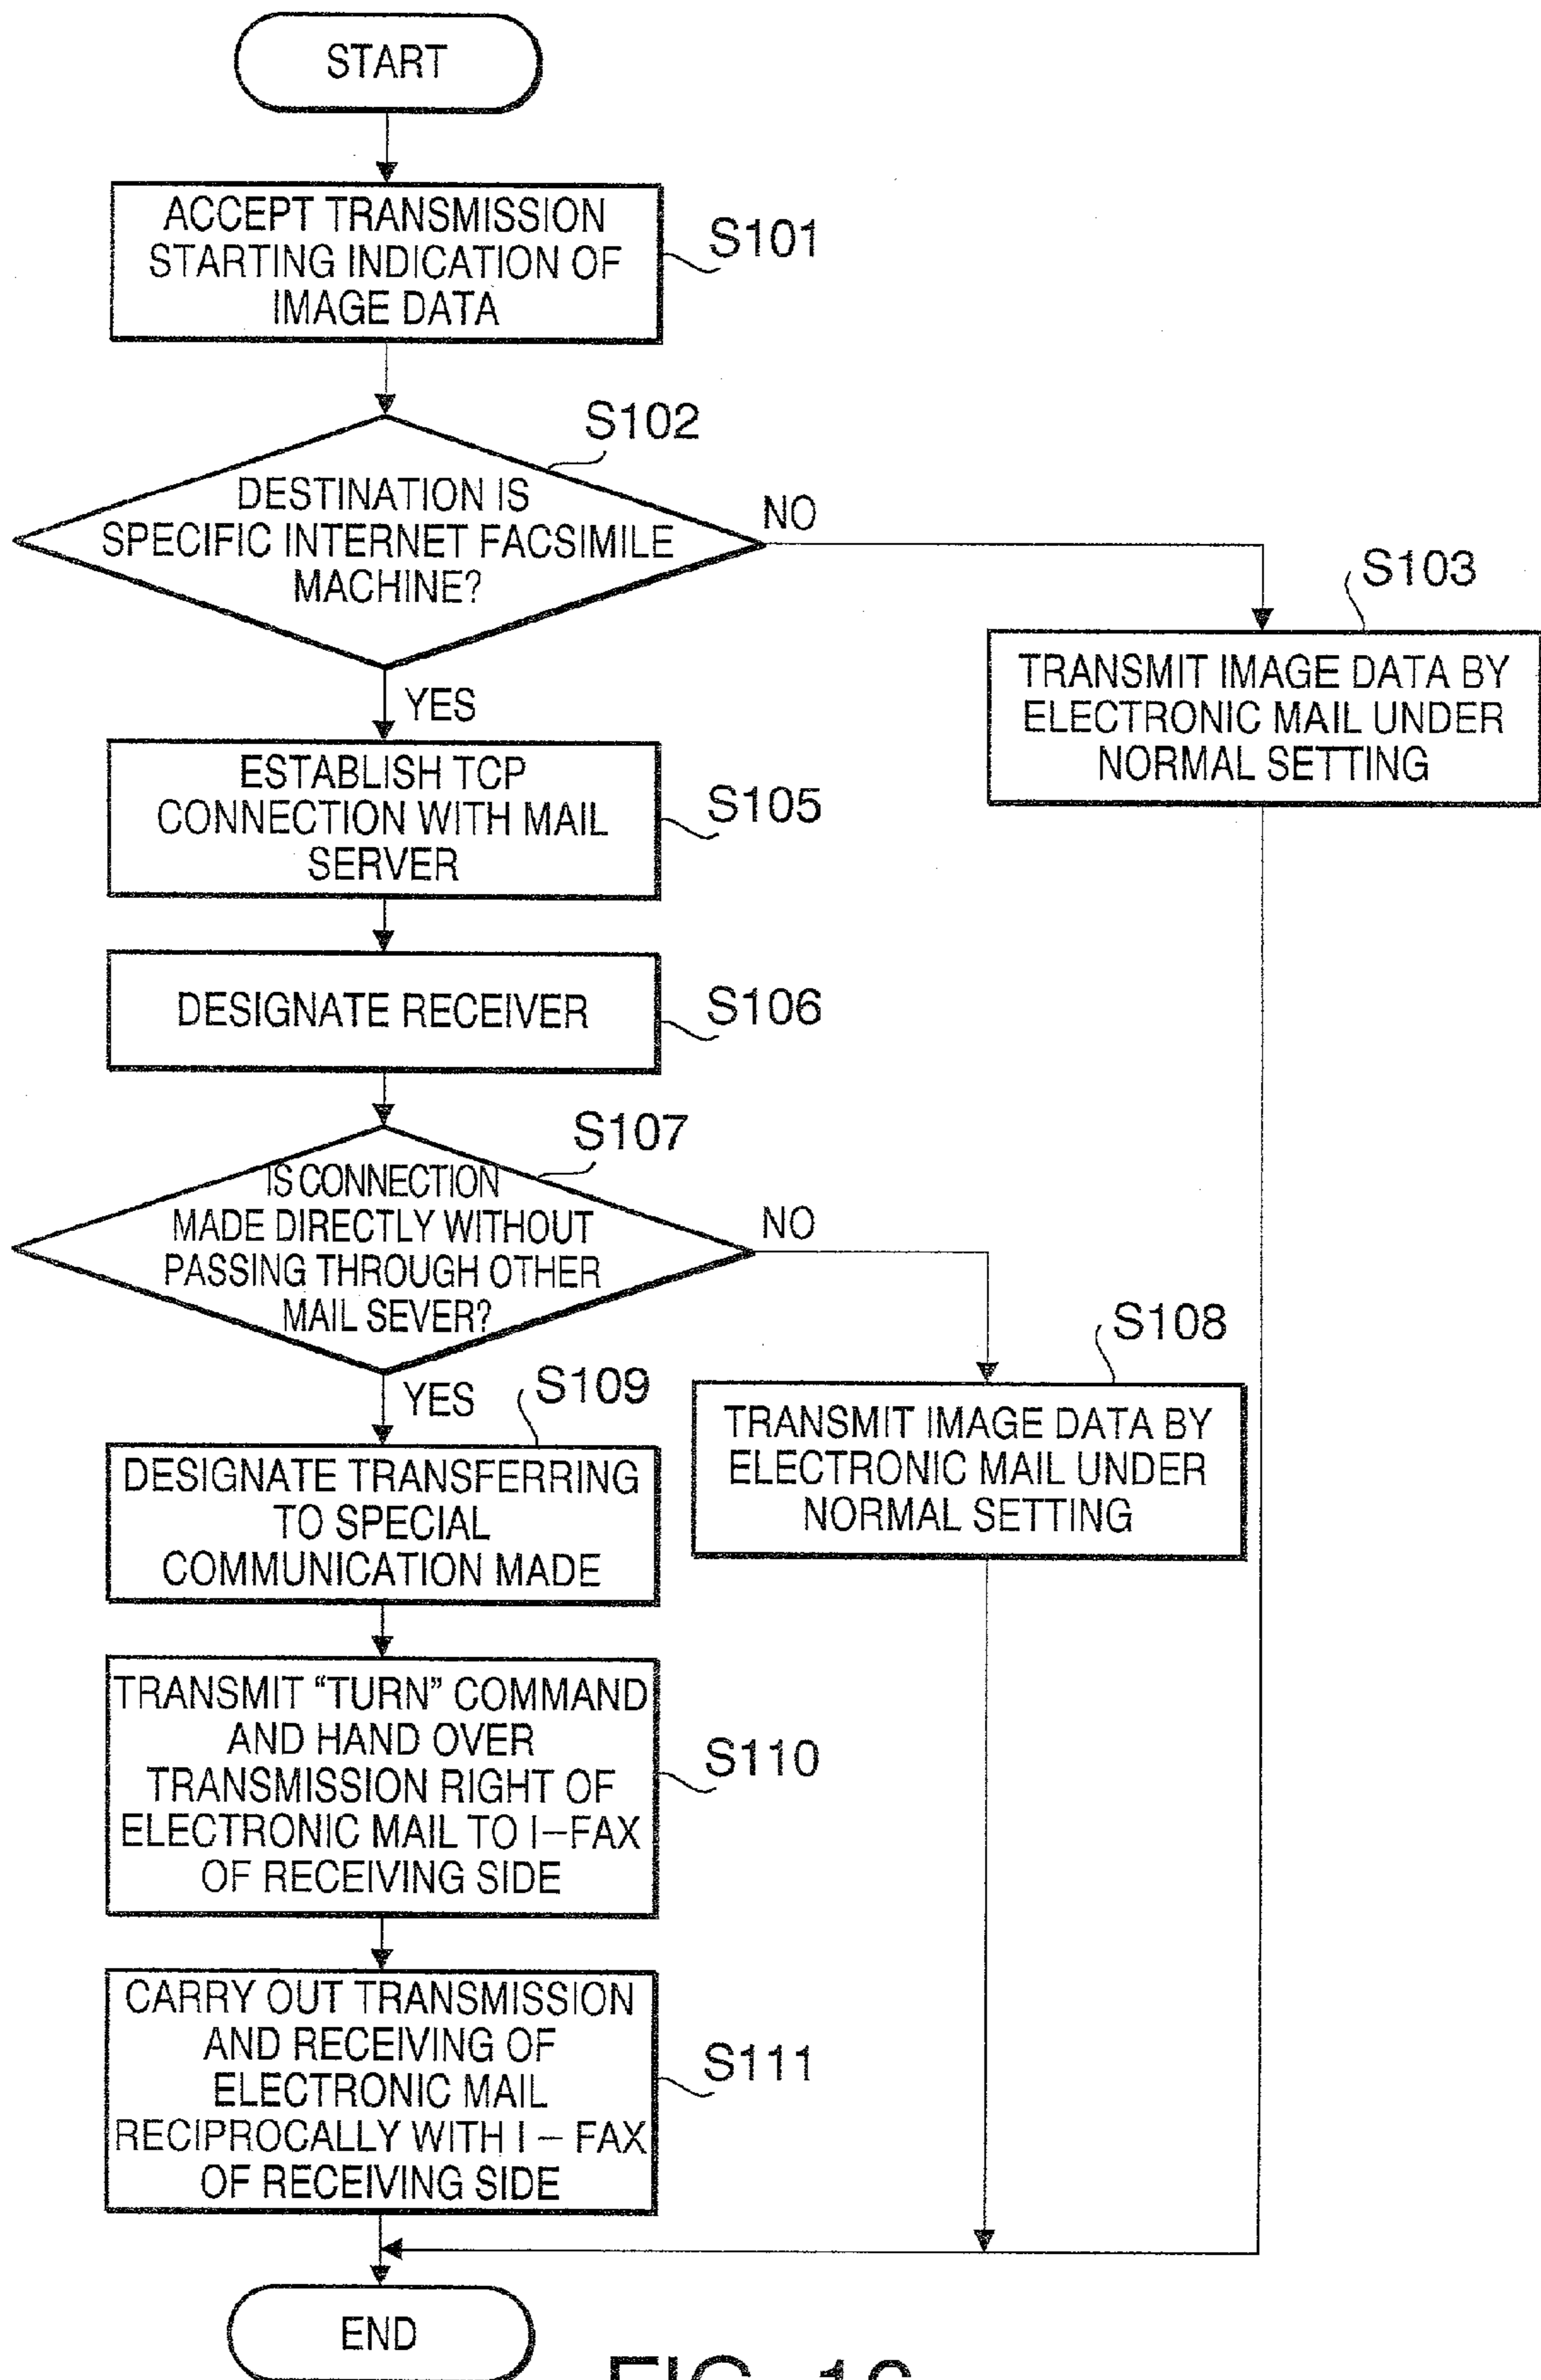 START
ACCEPT TRANSMISSION
STARTING INDICATION OF
IMAGE DATA
S101
S102
DESTINATION IS
SPECIFIC INTERNET FACSIMILE
MACHINE?
NO
S103
TRANSMIT IMAGE DATA BY
ELECTRONIC MAIL UNDER
NORMAL SETTING
YES
ESTABLISH TCP
CONNECTION WITH MAIL
SERVER
S105
DESIGNATE RECEIVER
S106
S107
IS CONNECTION
MADE DIRECTLY WITHOUT
PASSING THROUGH OTHER
MAIL SEVER?
NO
S108
TRANSMIT IMAGE DATA BY
ELECTRONIC MAIL UNDER
NORMAL SETTING
YES
S109
DESIGNATE TRANSFERRING
TO SPECIAL
COMMUNICATION MADE
TRANSMIT “TURN” COMMAND
AND HAND OVER
TRANSMISSION RIGHT OF
ELECTRONIC MAIL TO I–FAX
OF RECEIVING SIDE
S110
CARRY OUT TRANSMISSION
AND RECEIVING OF
ELECTRONIC MAIL
RECIPROCALLY WITH I – FAX
OF RECEIVING SIDE
S111
END